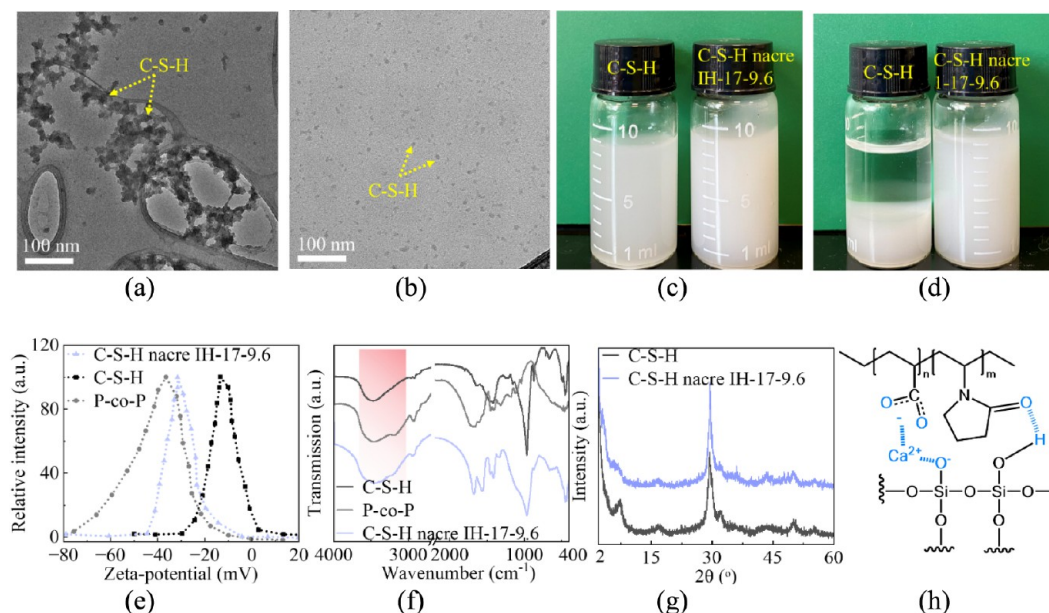 C-S-H
100 nm
(a)
C-S-H
100 nm
(b)
C-S-H
C-S-H nacre
IH-17-9.6
10
5
1 ml
10
5
1 ml
(c)
C-S-H
C-S-H nacre
1-17-9.6
10
(d)
Relative intensity (a.u.)
120
80
40
0
C-S-H nacre IH-17-9.6
C-S-H
P-co-P
-80
-40
-20
0
20
Zeta-potential (mV)
(e)
Transmission (a.u.)
C-S-H
P-co-P
C-S-H nacre IH-17-9.6
4000
3000
2000
1000
400
Wavenumber (cm-1)
(f)
Intensity (a.u.)
C-S-H
C-S-H nacre IH-17-9.6
2
15
30
45
60
2θ (°)
(g)
n
m
O
C
O
-
N
O
H
Ca2+
O-
O
O
Si
O
Si
O
O
O
(h)